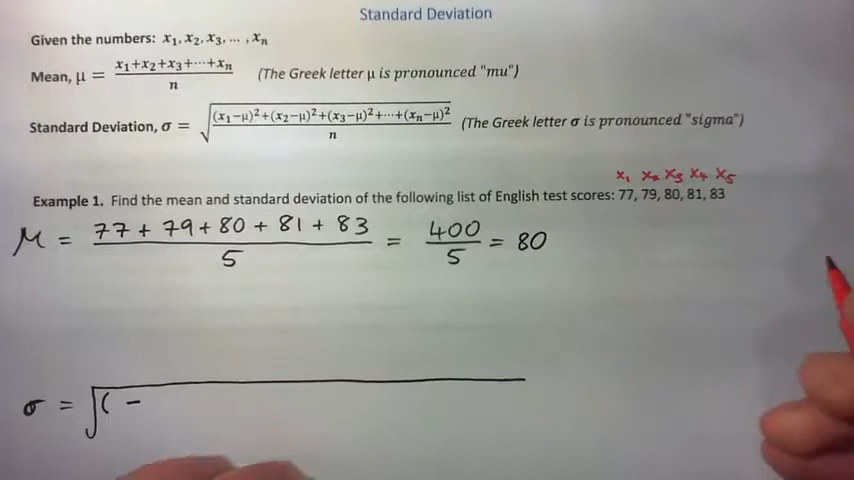 Standard Deviation
Given the numbers: x₁, x₂, x₃, … , xₙ
Mean, μ = (x₁+x₂+x₃+⋯+xₙ)/n (The Greek letter μ is pronounced "mu")
Standard Deviation, σ = √(((x₁−μ)²+(x₂−μ)²+(x₃−μ)²+⋯+(xₙ−μ)²)/n) (The Greek letter σ is pronounced "sigma")
x₁ x₂ x₃ x₄ x₅
Example 1. Find the mean and standard deviation of the following list of English test scores: 77, 79, 80, 81, 83
μ = (77 + 79 + 80 + 81 + 83)/5 = 400/5 = 80
σ = √( −